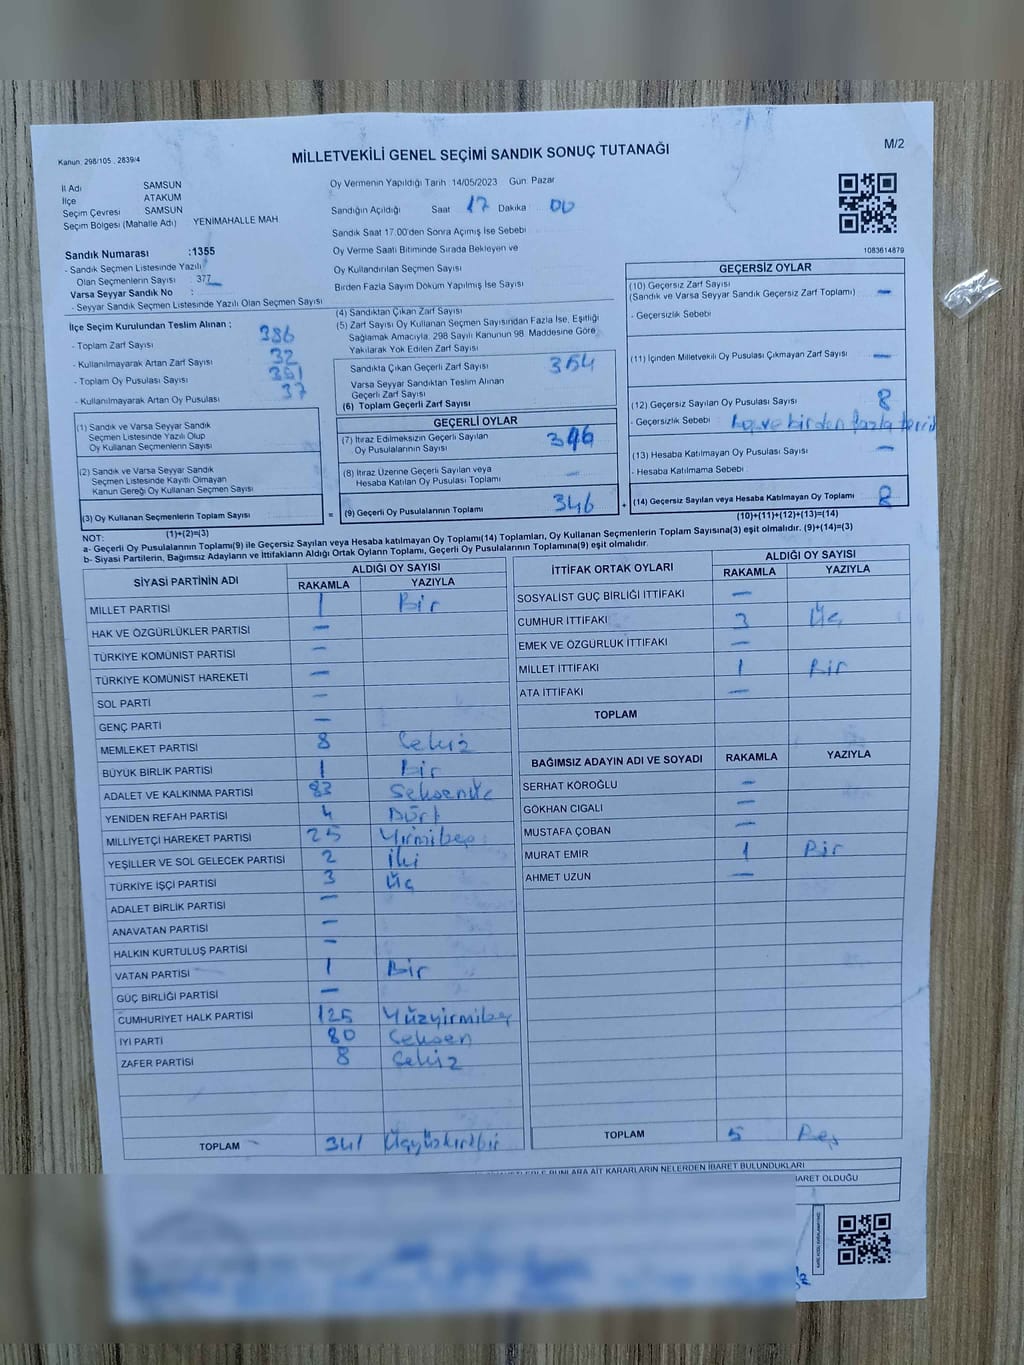 Kanun: 298/105 , 2839/4
MİLLETVEKİLİ GENEL SEÇİMİ SANDIK SONUÇ TUTANAĞI
M/2
İl Adı SAMSUN
İlçe ATAKUM
Seçim Çevresi SAMSUN
Seçim Bölgesi (Mahalle Adı) YENİMAHALLE MAH
Oy Vermenin Yapıldığı Tarih: 14/05/2023 Gün: Pazar
Sandığın Açıldığı Saat 17 Dakika 00
Sandık Saat 17.00'den Sonra Açımış İse Sebebi
Oy Verme Saati Bitiminde Sırada Bekleyen ve
Oy Kullandırılan Seçmen Sayısı
Birden Fazla Sayım Döküm Yapılmış İse Sayısı
1083614879
Sandık Numarası :1355
- Sandık Seçmen Listesinde Yazılı
Olan Seçmenlerin Sayısı : 377
Varsa Seyyar Sandık No :
- Seyyar Sandık Seçmen Listesinde Yazılı Olan Seçmen Sayısı
İlçe Seçim Kurulundan Teslim Alınan :
- Toplam Zarf Sayısı 386
- Kullanılmayarak Artan Zarf Sayısı 32
- Toplam Oy Pusulası Sayısı
- Kullanılmayarak Artan Oy Pusulası 37
(1) Sandık ve Varsa Seyyar Sandık
Seçmen Listesinde Yazılı Olup
Oy Kullanan Seçmenlerin Sayısı
(2) Sandık ve Varsa Seyyar Sandık
Seçmen Listesinde Kayıtlı Olmayan
Kanun Gereği Oy Kullanan Seçmen Sayısı
(3) Oy Kullanan Seçmenlerin Toplam Sayısı
(1)+(2)=(3)
(4) Sandıktan Çıkan Zarf Sayısı
(5) Zarf Sayısı Oy Kullanan Seçmen Sayısından Fazla İse, Eşitliği
Sağlamak Amacıyla, 298 Sayılı Kanunun 98. Maddesine Göre
Yakılarak Yok Edilen Zarf Sayısı
Sandıkta Çıkan Geçerli Zarf Sayısı 354
Varsa Seyyar Sandıktan Teslim Alınan
Geçerli Zarf Sayısı
(6) Toplam Geçerli Zarf Sayısı
GEÇERLİ OYLAR
(7) İtiraz Edilmeksizin Geçerli Sayılan
Oy Pusulalarının Sayısı 346
(8) İtiraz Üzerine Geçerli Sayılan veya
Hesaba Katılan Oy Pusulası Toplamı —
= (9) Geçerli Oy Pusulalarının Toplamı 346 +
GEÇERSİZ OYLAR
(10) Geçersiz Zarf Sayısı
(Sandık ve Varsa Seyyar Sandık Geçersiz Zarf Toplamı) —
- Geçersizlik Sebebi
(11) İçinden Milletvekili Oy Pusulası Çıkmayan Zarf Sayısı —
(12) Geçersiz Sayılan Oy Pusulası Sayısı 8
- Geçersizlik Sebebi ve birden fazla
(13) Hesaba Katılmayan Oy Pusulası Sayısı —
- Hesaba Katılmama Sebebi
(14) Geçersiz Sayılan veya Hesaba Katılmayan Oy Toplamı 8
(10)+(11)+(12)+(13)=(14)
NOT:
a- Geçerli Oy Pusulalarının Toplamı(9) ile Geçersiz Sayılan veya Hesaba Katılmayan Oy Toplamı(14) Toplamları, Oy Kullanan Seçmenlerin Toplam Sayısına(3) eşit olmalıdır. (9)+(14)=(3)
b- Siyasi Partilerin, Bağımsız Adayların ve İttifakların Aldığı Ortak Oyların Toplamı, Geçerli Oy Pusulalarının Toplamına(9) eşit olmalıdır.
SİYASİ PARTİNİN ADI ALDIĞI OY SAYISI
RAKAMLA YAZIYLA
MİLLET PARTİSİ 1 Bir
HAK VE ÖZGÜRLÜKLER PARTİSİ —
TÜRKİYE KOMÜNİST PARTİSİ —
TÜRKİYE KOMÜNİST HAREKETİ —
SOL PARTİ —
GENÇ PARTİ —
MEMLEKET PARTİSİ 8 Sekiz
BÜYÜK BİRLİK PARTİSİ 1 Bir
ADALET VE KALKINMA PARTİSİ 83 Seksenüç
YENİDEN REFAH PARTİSİ 4 Dört
MİLLİYETÇİ HAREKET PARTİSİ 25 Yirmibeş
YEŞİLLER VE SOL GELECEK PARTİSİ 2 İki
TÜRKİYE İŞÇİ PARTİSİ 3 Üç
ADALET BİRLİK PARTİSİ —
ANAVATAN PARTİSİ —
HALKIN KURTULUŞ PARTİSİ —
VATAN PARTİSİ 1 Bir
GÜÇ BİRLİĞİ PARTİSİ —
CUMHURİYET HALK PARTİSİ 125 Yüzyirmibeş
İYİ PARTİ 80 Seksen
ZAFER PARTİSİ 8 Sekiz
TOPLAM 341 Üçyüzkırkbir
İTTİFAK ORTAK OYLARI ALDIĞI OY SAYISI
RAKAMLA YAZIYLA
SOSYALİST GÜÇ BİRLİĞİ İTTİFAKI —
CUMHUR İTTİFAKI 3 Üç
EMEK VE ÖZGÜRLÜK İTTİFAKI —
MİLLET İTTİFAKI 1 Bir
ATA İTTİFAKI —
TOPLAM
BAĞIMSIZ ADAYIN ADI VE SOYADI RAKAMLA YAZIYLA
SERHAT KÖROĞLU —
GÖKHAN CIGALI —
MUSTAFA ÇOBAN —
MURAT EMİR 1 Bir
AHMET UZUN —
TOPLAM 5 Beş
BUNLARA AİT KARARLARIN NELERDEN İBARET BULUNDUKLARI
İBARET OLDUĞU